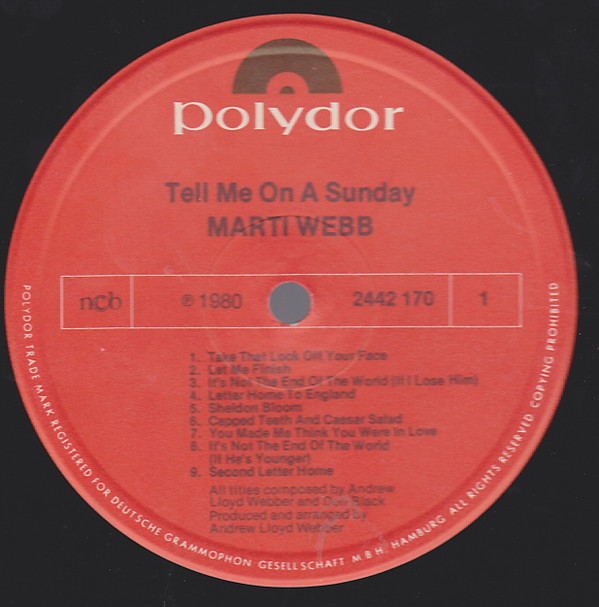 polydor
Tell Me On A Sunday
MARTI WEBB
ncb ℗ 1980 2442 170 1
1. Take That Look Off Your Face
2. Let Me Finish
3. It's Not The End Of The World (If I Lose Him)
4. Letter Home To England
5. Sheldon Bloom
6. Capped Teeth And Caesar Salad
7. You Made Me Think You Were In Love
8. It's Not The End Of The World
(If He's Younger)
9. Second Letter Home
All titles composed by Andrew
Lloyd Webber and Don Black
Produced and arranged by
Andrew Lloyd Webber
POLYDOR TRADE MARK REGISTERED FOR DEUTSCHE GRAMMOPHON GESELLSCHAFT M B H. HAMBURG ALL RIGHTS RESERVED. COPYING PROHIBITED